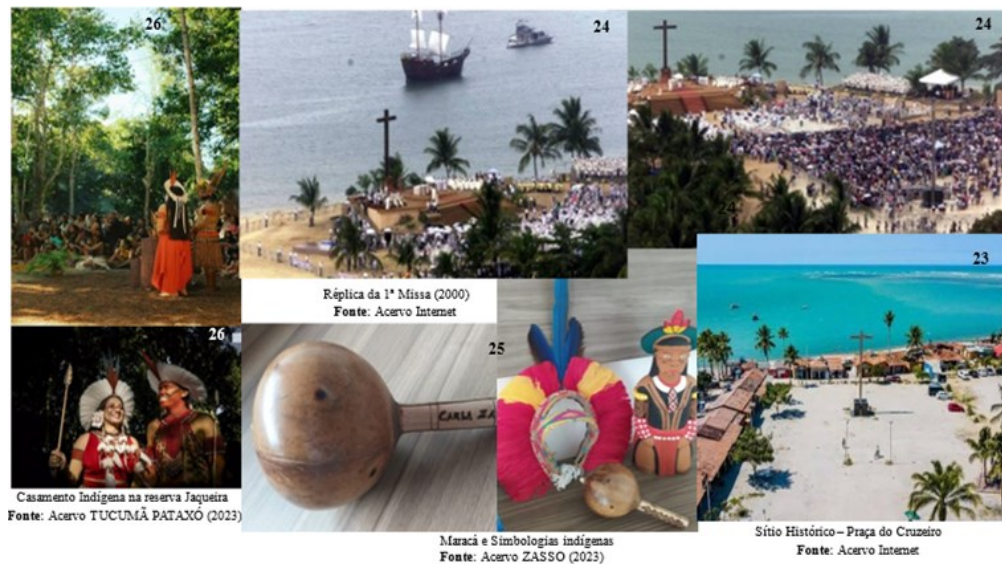 26
24
24
Réplica da 1ª Missa (2000)
Fonte: Acervo Internet
23
26
25
CARLA ZA
Casamento Indígena na reserva Jaqueira
Fonte: Acervo TUCUMÃ PATAXÓ (2023)
Maracá e Simbologias indígenas
Fonte: Acervo ZASSO (2023)
Sítio Histórico – Praça do Cruzeiro
Fonte: Acervo Internet